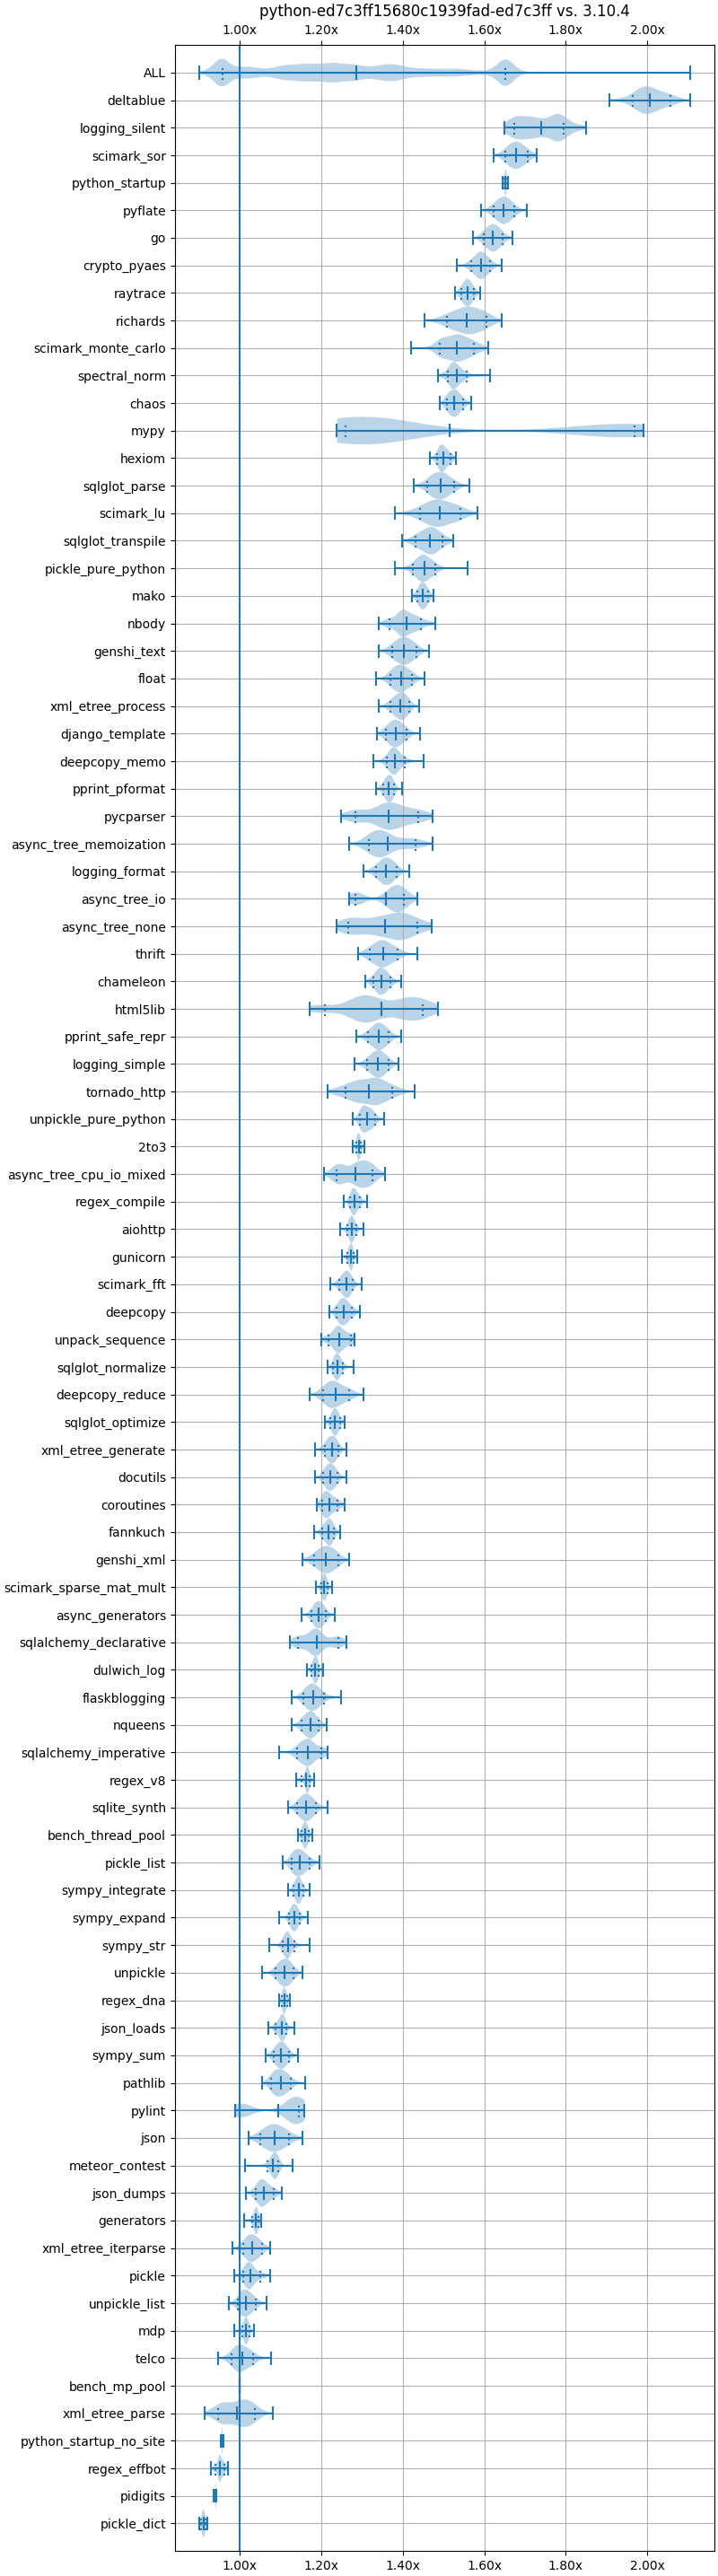 python-ed7c3ff15680c1939fad-ed7c3ff vs. 3.10.4
1.00x 1.20x 1.40x 1.60x 1.80x 2.00x
ALL
deltablue
logging_silent
scimark_sor
python_startup
pyflate
go
crypto_pyaes
raytrace
richards
scimark_monte_carlo
spectral_norm
chaos
mypy
hexiom
sqlglot_parse
scimark_lu
sqlglot_transpile
pickle_pure_python
mako
nbody
genshi_text
float
xml_etree_process
django_template
deepcopy_memo
pprint_pformat
pycparser
async_tree_memoization
logging_format
async_tree_io
async_tree_none
thrift
chameleon
html5lib
pprint_safe_repr
logging_simple
tornado_http
unpickle_pure_python
2to3
async_tree_cpu_io_mixed
regex_compile
aiohttp
gunicorn
scimark_fft
deepcopy
unpack_sequence
sqlglot_normalize
deepcopy_reduce
sqlglot_optimize
xml_etree_generate
docutils
coroutines
fannkuch
genshi_xml
scimark_sparse_mat_mult
async_generators
sqlalchemy_declarative
dulwich_log
flaskblogging
nqueens
sqlalchemy_imperative
regex_v8
sqlite_synth
bench_thread_pool
pickle_list
sympy_integrate
sympy_expand
sympy_str
unpickle
regex_dna
json_loads
sympy_sum
pathlib
pylint
json
meteor_contest
json_dumps
generators
xml_etree_iterparse
pickle
unpickle_list
mdp
telco
bench_mp_pool
xml_etree_parse
python_startup_no_site
regex_effbot
pidigits
pickle_dict
1.00x 1.20x 1.40x 1.60x 1.80x 2.00x